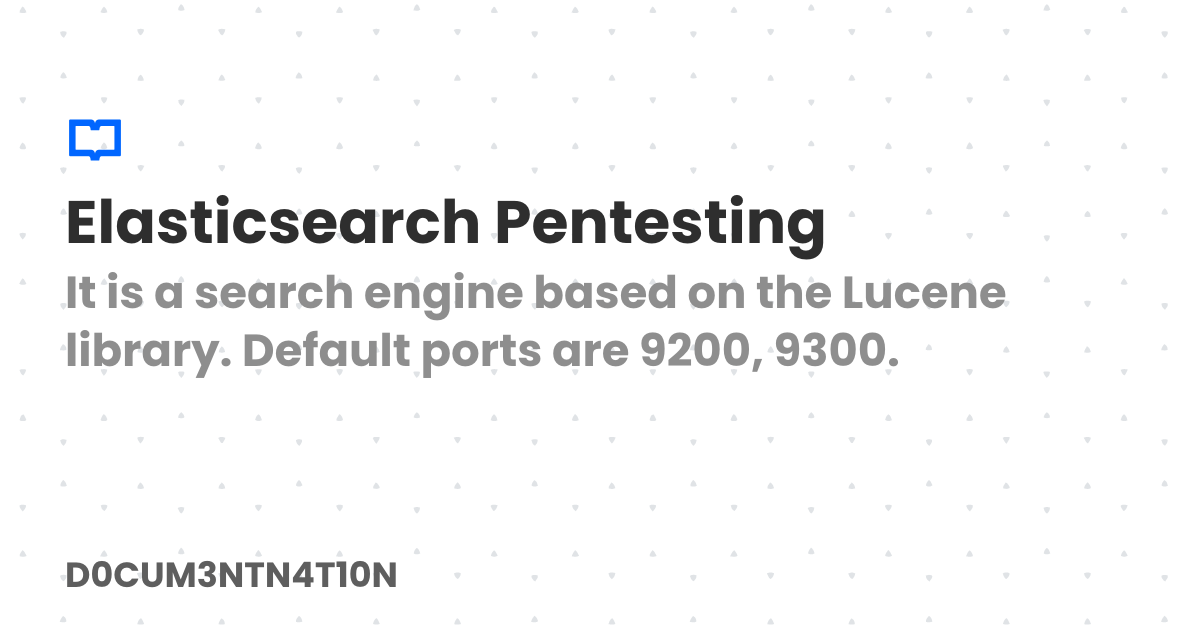 Elasticsearch Pentesting
It is a search engine based on the Lucene
library. Default ports are 9200, 9300.
D0CUM3NTN4T10N